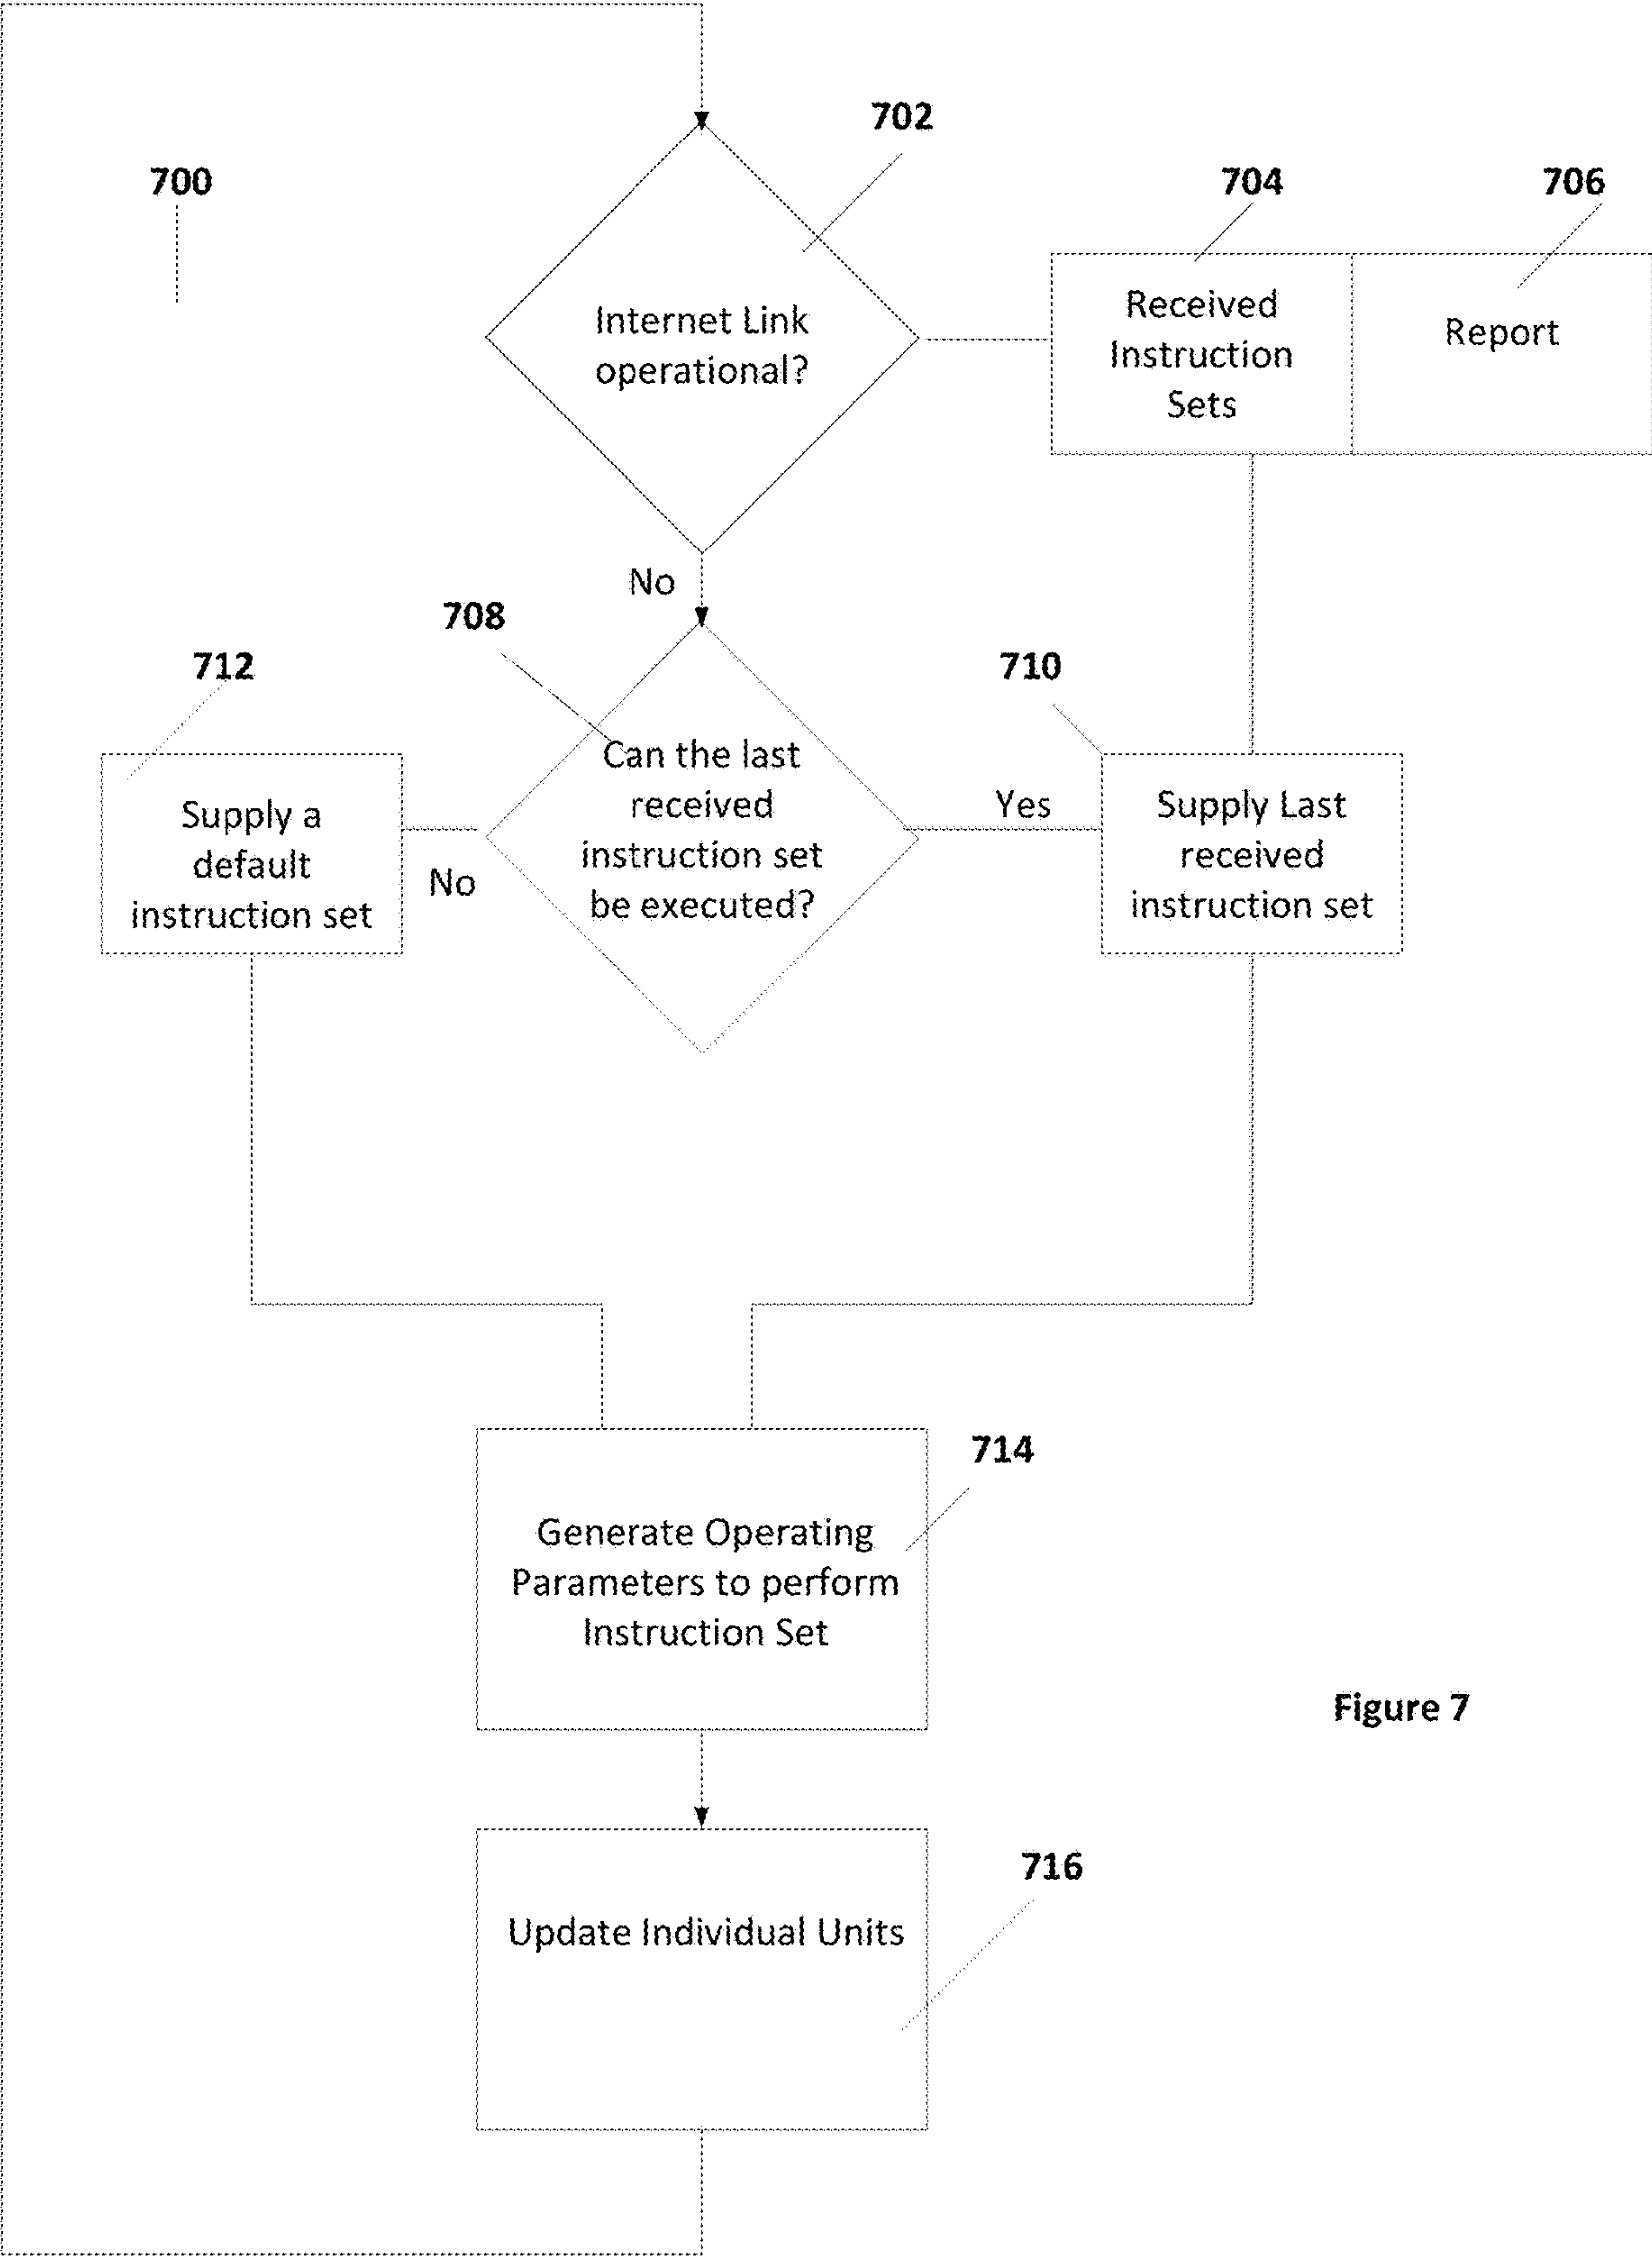 702
700
704
706
Internet Link
operational?
Received
Instruction
Sets
Report
No
708
712
710
Can the last
received
instruction set
be executed?
Yes
Supply Last
received
instruction set
Supply a
default
instruction set
No
714
Generate Operating
Parameters to perform
Instruction Set
Figure 7
716
Update Individual Units